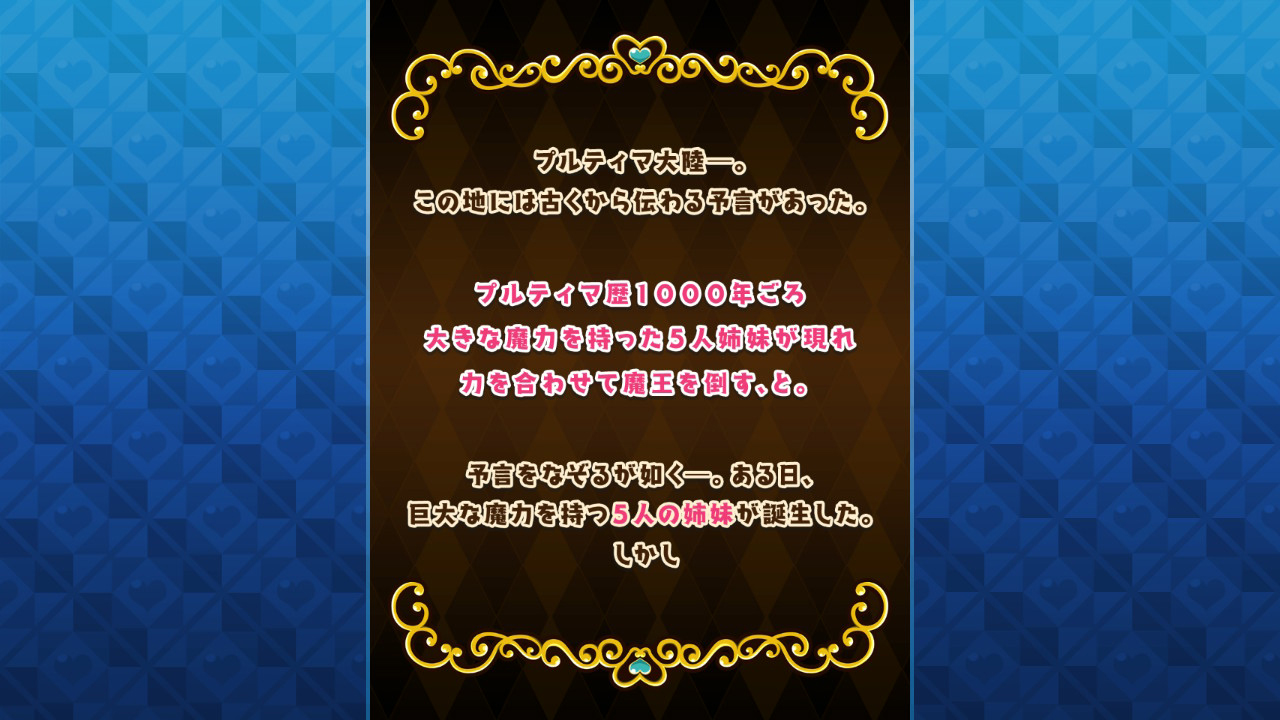 プルティマ大陸―。
この地には古くから伝わる予言があった。
プルティマ歴１０００年ごろ
大きな魔力を持った５人姉妹が現れ
力を合わせて魔王を倒す、と。
予言をなぞるが如く―。ある日、
巨大な魔力を持つ５人の姉妹が誕生した。
しかし